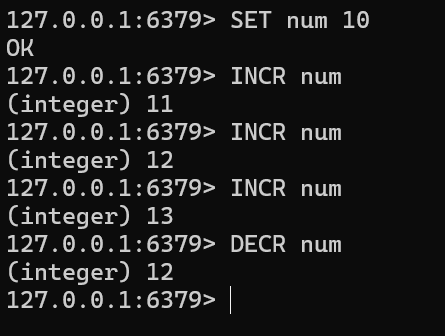 127.0.0.1:6379> SET num 10
OK
127.0.0.1:6379> INCR num
(integer) 11
127.0.0.1:6379> INCR num
(integer) 12
127.0.0.1:6379> INCR num
(integer) 13
127.0.0.1:6379> DECR num
(integer) 12
127.0.0.1:6379>